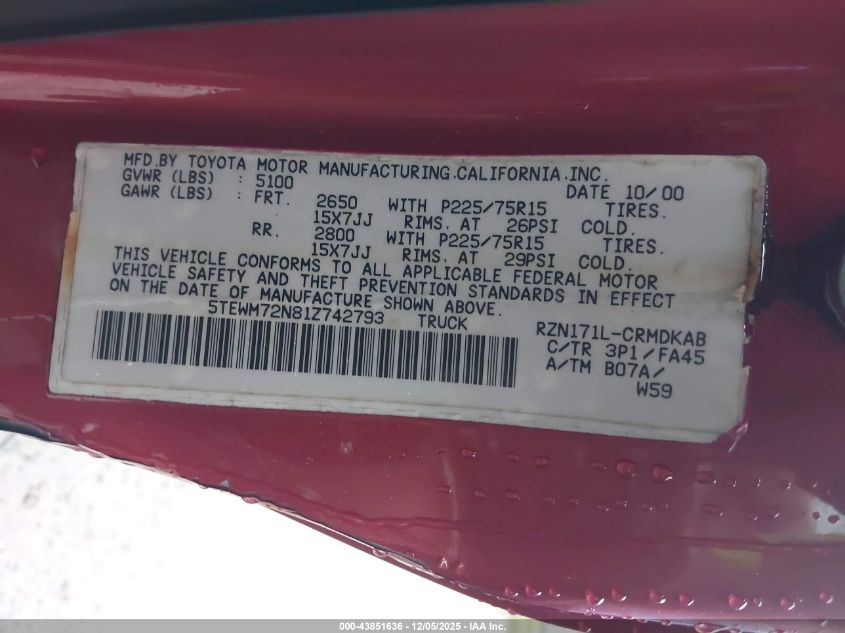 MFD.BY TOYOTA MOTOR MANUFACTURING.CALIFORNIA.INC.
GVWR (LBS) : 5100 DATE 10/00
GAWR (LBS) : FRT. 2650 WITH P225/75R15 TIRES.
15X7JJ RIMS. AT 26PSI COLD.
RR. 2800 WITH P225/75R15 TIRES.
15X7JJ RIMS. AT 29PSI COLD.
THIS VEHICLE CONFORMS TO ALL APPLICABLE FEDERAL MOTOR
VEHICLE SAFETY AND THEFT PREVENTION STANDARDS IN EFFECT
ON THE DATE OF MANUFACTURE SHOWN ABOVE.
5TEWM72N81Z742793 TRUCK RZN171L-CRMDKAB
C/TR 3P1/FA45
A/TM B07A/
W59
000-43851636 - 12/05/2025 - IAA Inc.